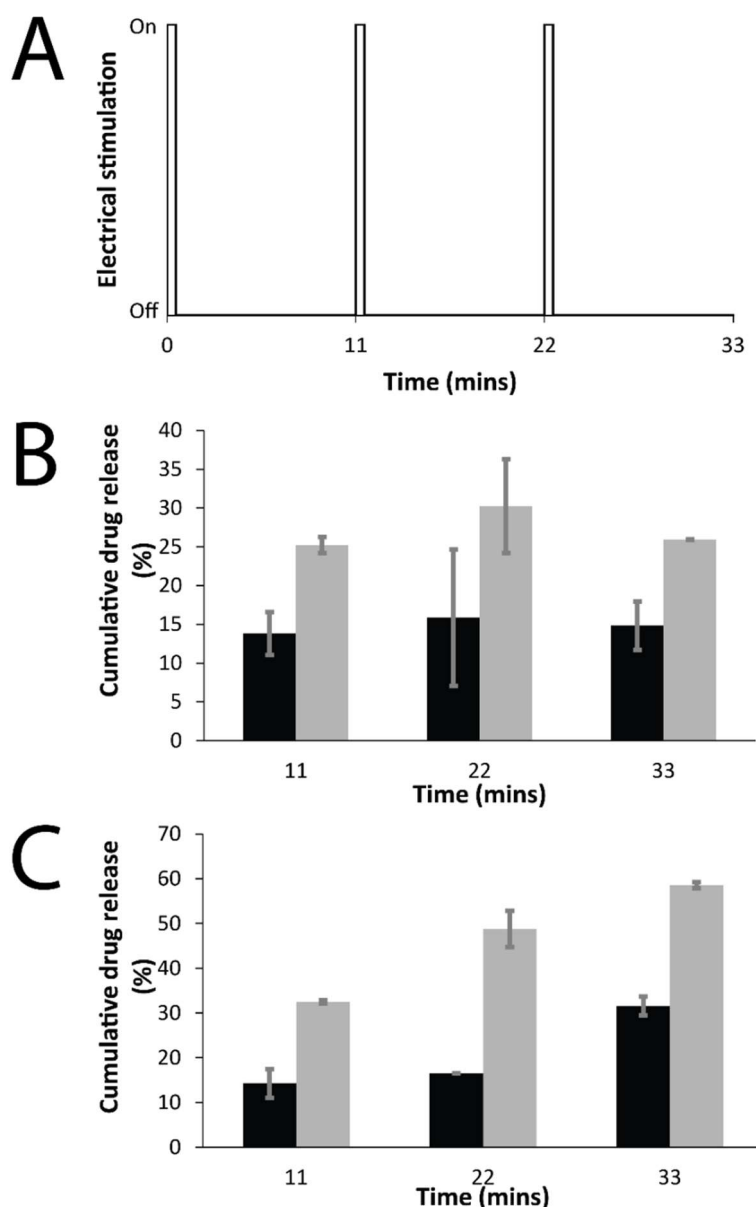 A
On
Electrical stimulation
Off
0 11 22 33
Time (mins)
B
Cumulative drug release
(%)
40
35
30
25
20
15
10
5
0
11 22 33
Time (mins)
C
Cumulative drug release
(%)
70
60
50
40
30
20
10
0
11 22 33
Time (mins)